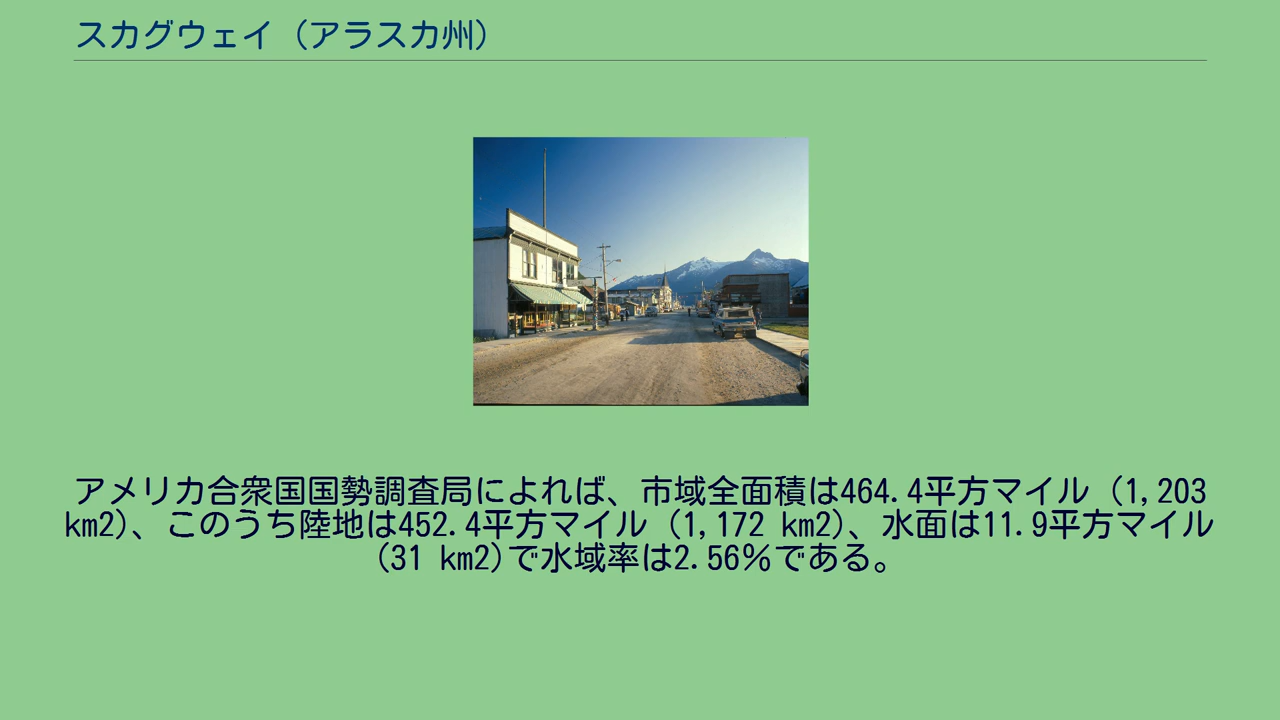 スカグウェイ（アラスカ州）
アメリカ合衆国国勢調査局によれば、市域全面積は464.4平方マイル (1,203
km2)、このうち陸地は452.4平方マイル (1,172 km2)、水面は11.9平方マイル
(31 km2)で水域率は2.56%である。